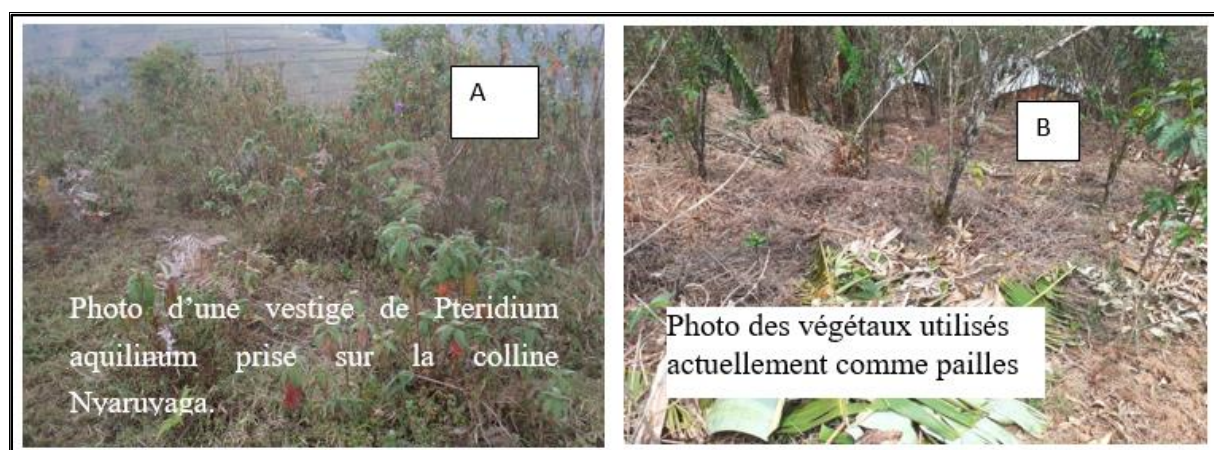 A
Photo d'une vestige de Pteridium
aquilinum prise sur la colline
Nyaruyaga.
B
Photo des végétaux utilisés
actuellement comme pailles